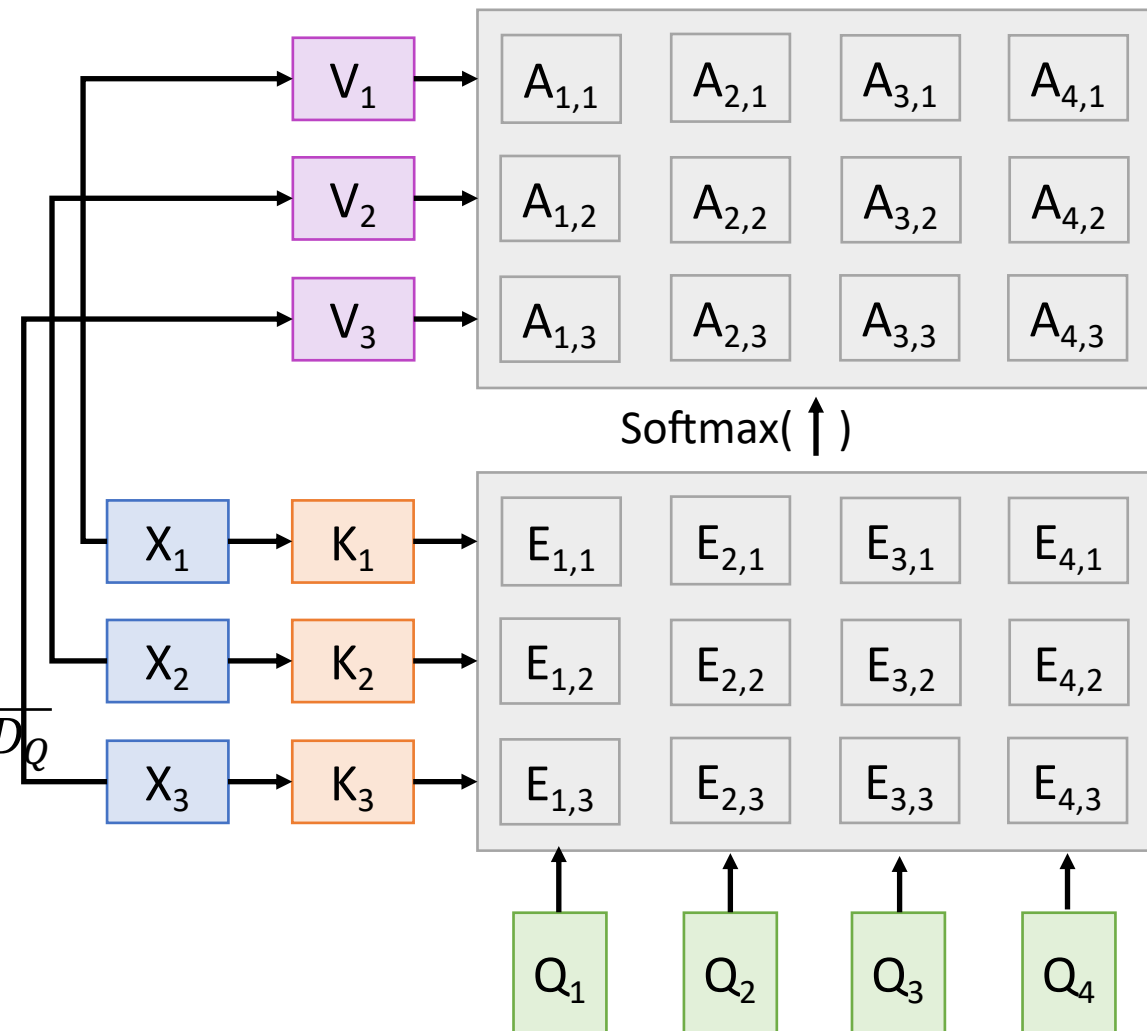 V₁ A₁,₁ A₂,₁ A₃,₁ A₄,₁
V₂ A₁,₂ A₂,₂ A₃,₂ A₄,₂
V₃ A₁,₃ A₂,₃ A₃,₃ A₄,₃
Softmax( ↑ )
X₁ K₁ E₁,₁ E₂,₁ E₃,₁ E₄,₁
X₂ K₂ E₁,₂ E₂,₂ E₃,₂ E₄,₂
D_Q
X₃ K₃ E₁,₃ E₂,₃ E₃,₃ E₄,₃
Q₁ Q₂ Q₃ Q₄